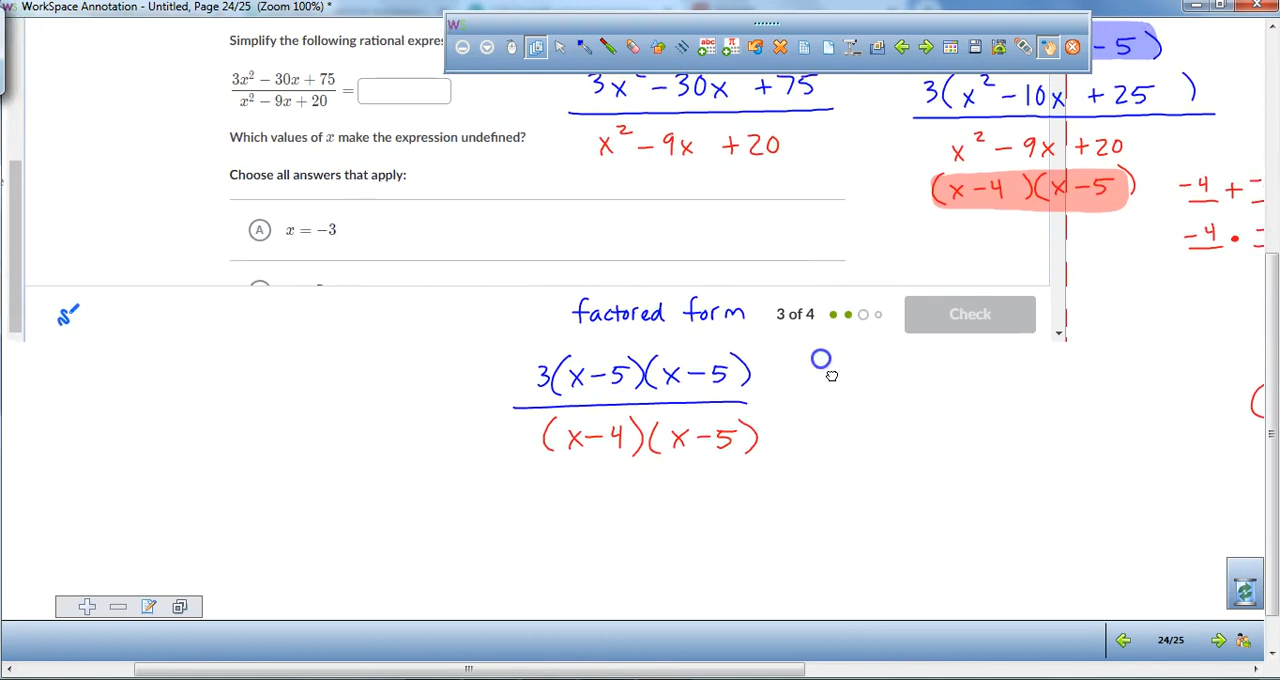 WorkSpace Annotation - Untitled, Page 24/25 (Zoom 100%) *
WS
Simplify the following rational expre
3x² − 30x + 75
x² − 9x + 20
=
Which values of x make the expression undefined?
Choose all answers that apply:
A x = −3
3x² − 30x + 75
x² − 9x + 20
− 5)
3(x² − 10x + 25 )
x² − 9x + 20
(x − 4 )(x − 5)
−4 + −
−4 •
factored form
3 of 4
Check
3(x − 5)(x − 5)
(x − 4)(x − 5)
(
24/25